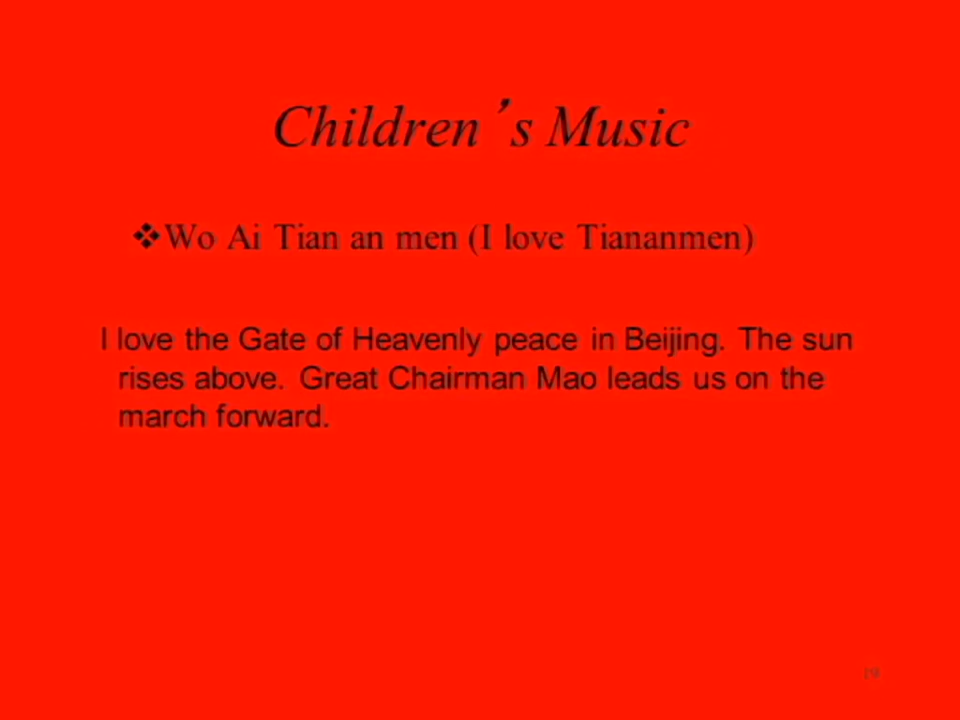 Children's Music
❖Wo Ai Tian an men (I love Tiananmen)
I love the Gate of Heavenly peace in Beijing. The sun
rises above. Great Chairman Mao leads us on the
march forward.
19